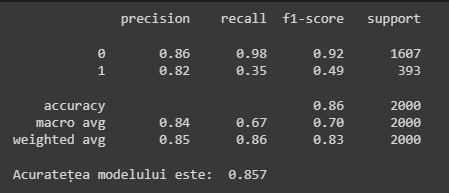 precision recall f1-score support
0 0.86 0.98 0.92 1607
1 0.82 0.35 0.49 393
accuracy 0.86 2000
macro avg 0.84 0.67 0.70 2000
weighted avg 0.85 0.86 0.83 2000
Acuratețea modelului este: 0.857